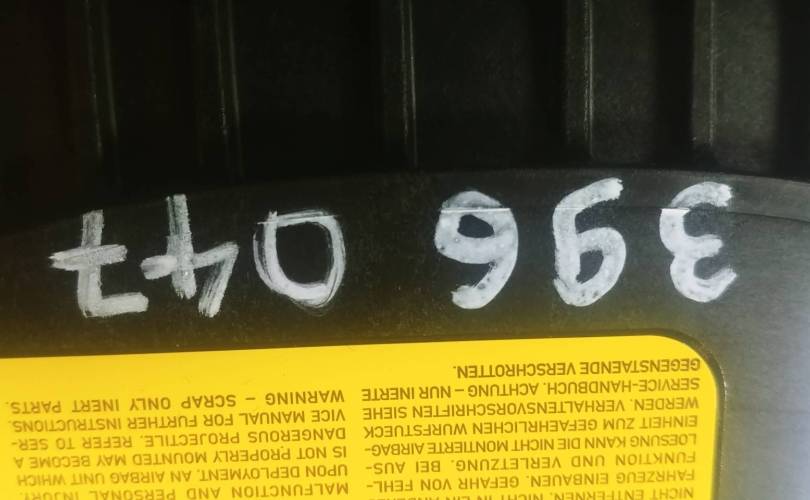 FAHRZEUG EINBAUEN. GEFAHR VON FEHL-
FUNKTION UND VERLETZUNG. BEI AUS-
LOESUNG KANN DIE NICHT MONTIERTE AIRBAG-
EINHEIT ZUM GEFAEHRLICHEN WURFSTUECK
WERDEN. VERHALTENSVORSCHRIFTEN SIEHE
SERVICE-HANDBUCH. ACHTUNG – NUR INERTE
GEGENSTAENDE VERSCHROTTEN.
MALFUNCTION AND PERSONAL INJURY.
UPON DEPLOYMENT, AN AIRBAG UNIT WHICH
IS NOT PROPERLY MOUNTED MAY BECOME A
DANGEROUS PROJECTILE. REFER TO SER-
VICE MANUAL FOR FURTHER INSTRUCTIONS.
WARNING – SCRAP ONLY INERT PARTS.
396 047